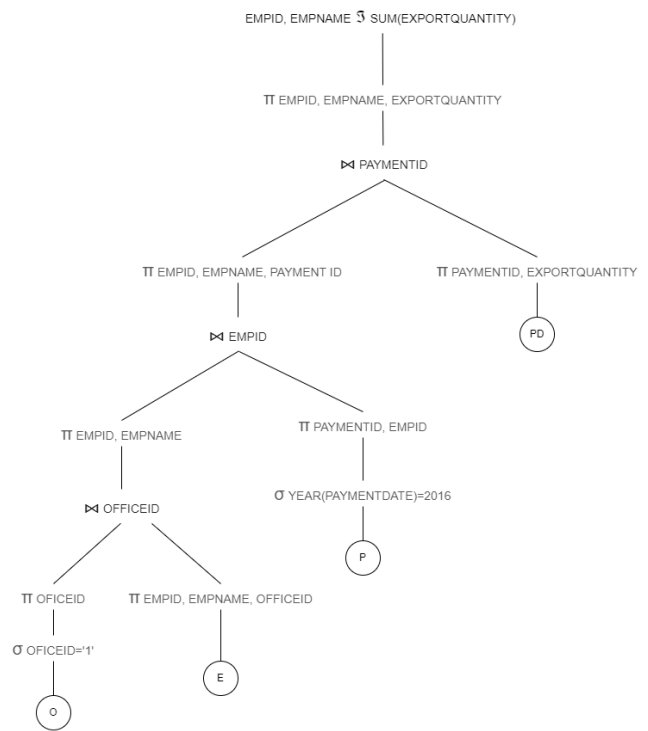 EMPID, EMPNAME ℑ SUM(EXPORTQUANTITY)
π EMPID, EMPNAME, EXPORTQUANTITY
⋈ PAYMENTID
π EMPID, EMPNAME, PAYMENT ID
π PAYMENTID, EXPORTQUANTITY
PD
⋈ EMPID
π EMPID, EMPNAME
π PAYMENTID, EMPID
σ YEAR(PAYMENTDATE)=2016
⋈ OFFICEID
P
π OFICEID
π EMPID, EMPNAME, OFFICEID
σ OFICEID='1'
E
O